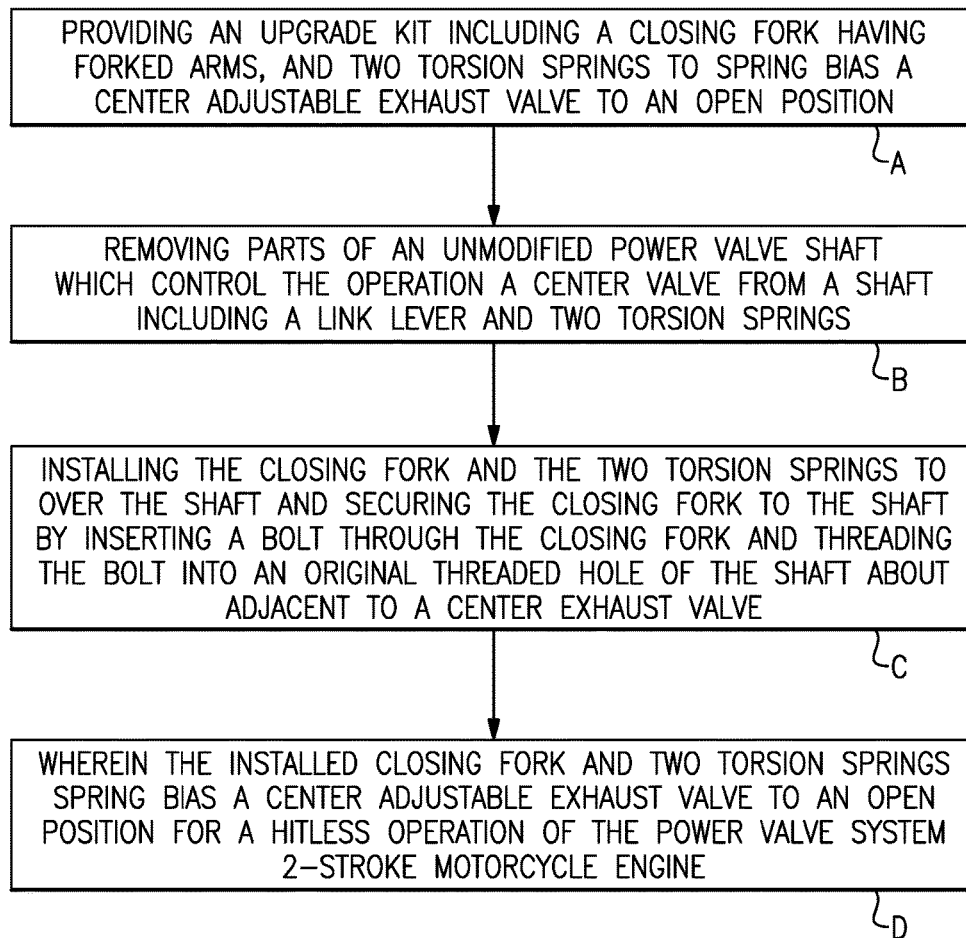 PROVIDING AN UPGRADE KIT INCLUDING A CLOSING FORK HAVING
FORKED ARMS, AND TWO TORSION SPRINGS TO SPRING BIAS A
CENTER ADJUSTABLE EXHAUST VALVE TO AN OPEN POSITION
A
REMOVING PARTS OF AN UNMODIFIED POWER VALVE SHAFT
WHICH CONTROL THE OPERATION A CENTER VALVE FROM A SHAFT
INCLUDING A LINK LEVER AND TWO TORSION SPRINGS
B
INSTALLING THE CLOSING FORK AND THE TWO TORSION SPRINGS TO
OVER THE SHAFT AND SECURING THE CLOSING FORK TO THE SHAFT
BY INSERTING A BOLT THROUGH THE CLOSING FORK AND THREADING
THE BOLT INTO AN ORIGINAL THREADED HOLE OF THE SHAFT ABOUT
ADJACENT TO A CENTER EXHAUST VALVE
C
WHEREIN THE INSTALLED CLOSING FORK AND TWO TORSION SPRINGS
SPRING BIAS A CENTER ADJUSTABLE EXHAUST VALVE TO AN OPEN
POSITION FOR A HITLESS OPERATION OF THE POWER VALVE SYSTEM
2-STROKE MOTORCYCLE ENGINE
D